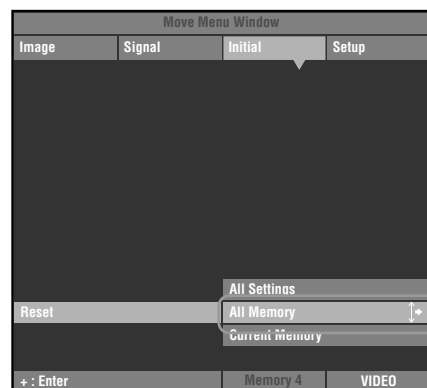 Move Menu Window
Image Signal Initial Setup
All Settings
Reset All Memory
Current Memory
+ : Enter Memory 4 VIDEO